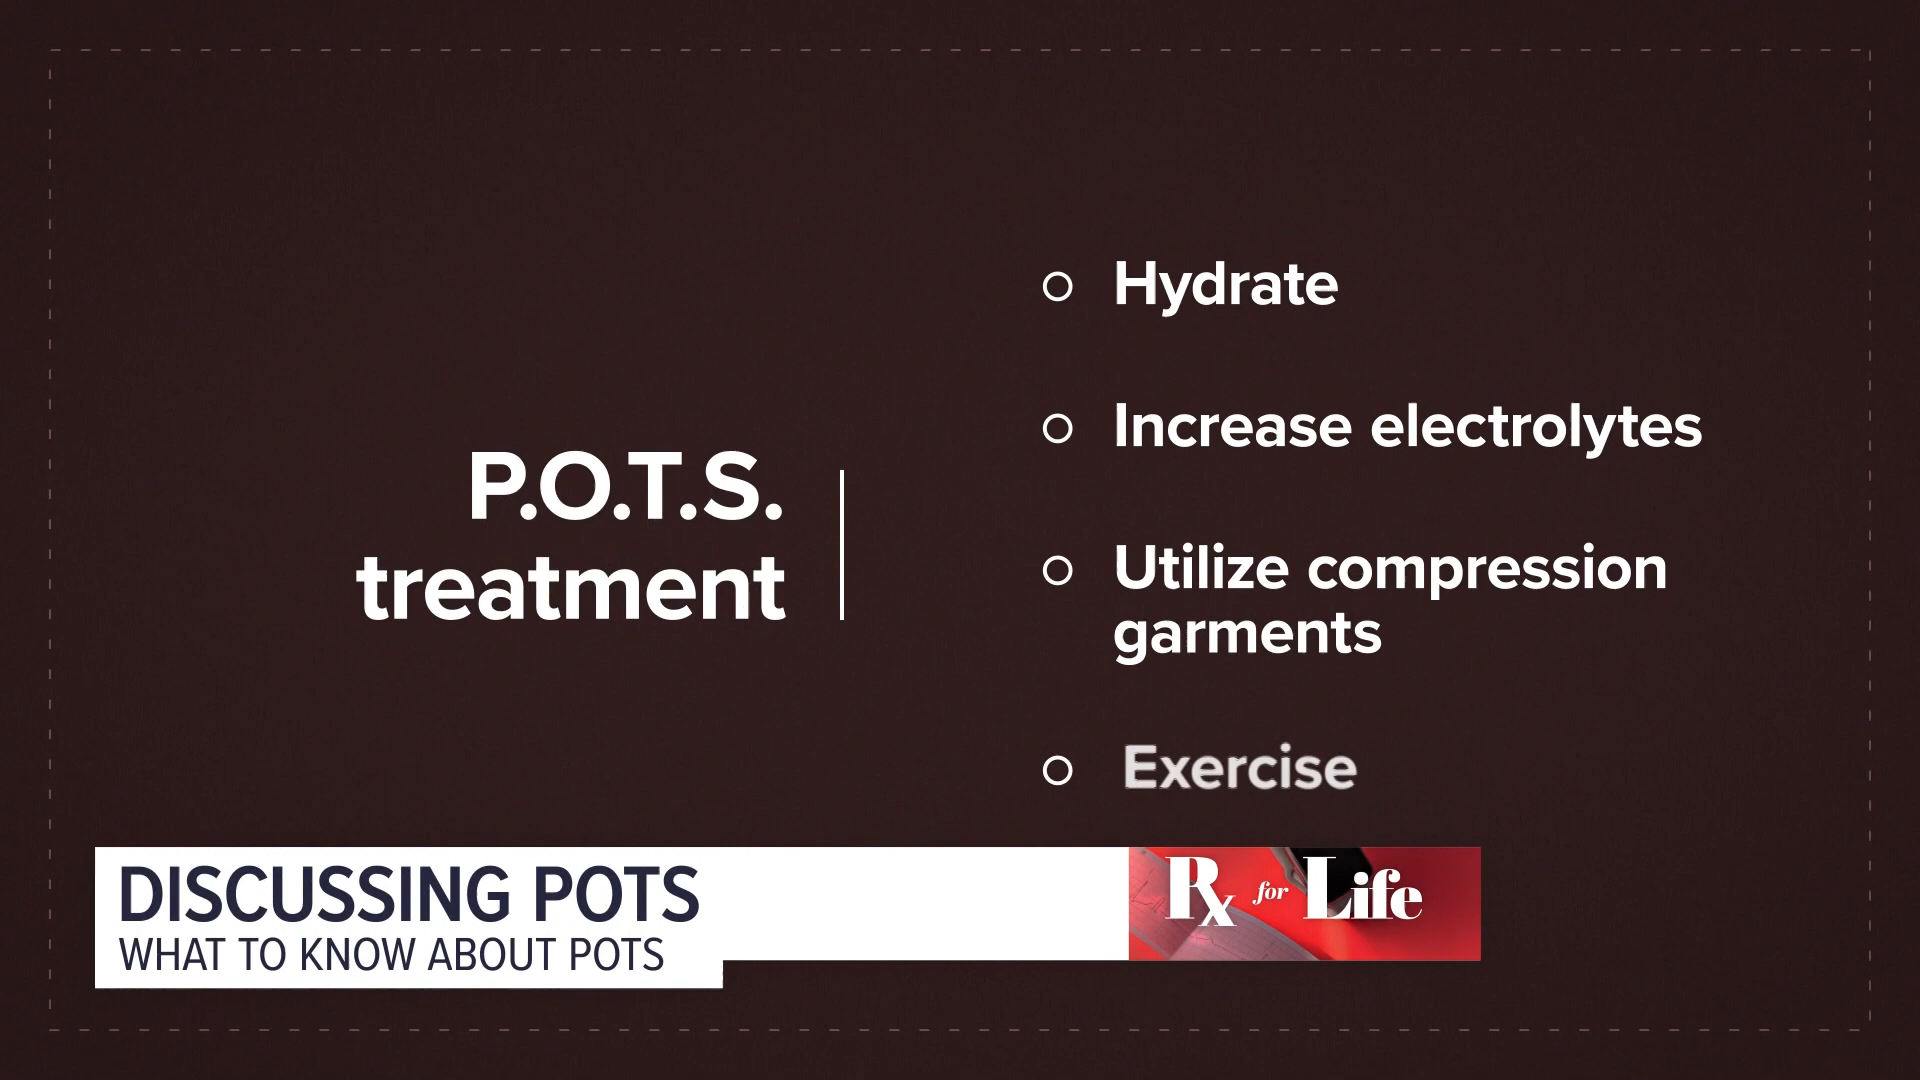 P.O.T.S.
treatment
Hydrate
Increase electrolytes
Utilize compression
garments
Exercise
DISCUSSING POTS
WHAT TO KNOW ABOUT POTS
Rx for Life